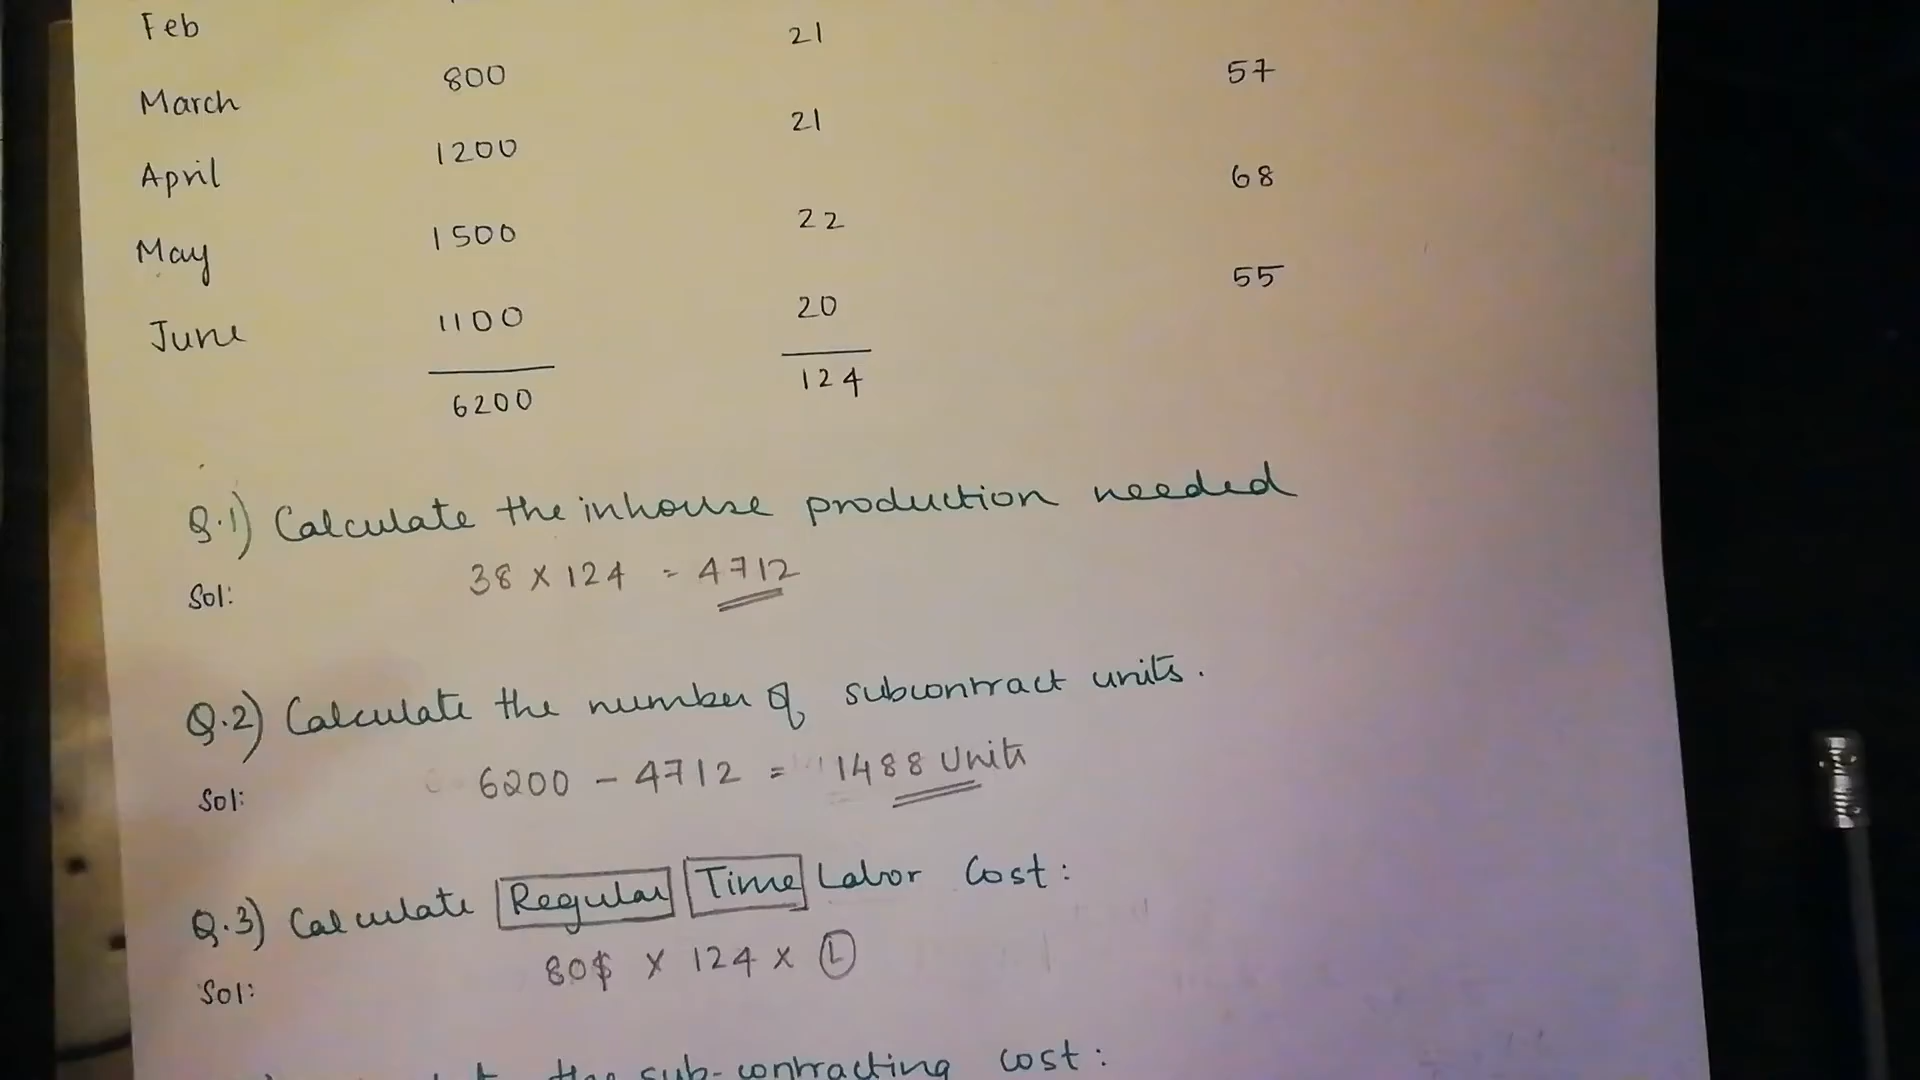 Feb 21
March 800 57
April 1200 21 68
May 1500 22 55
June 1100 20
6200 124
Q.1) Calculate the inhouse production needed
Sol: 38 x 124 = 4712
Q.2) Calculate the number of subcontract units.
Sol: 6200 - 4712 = 1488 Units
Q.3) Calculate Regular Time Labor Cost:
Sol: 80$ x 124 x L
the sub-contracting cost: